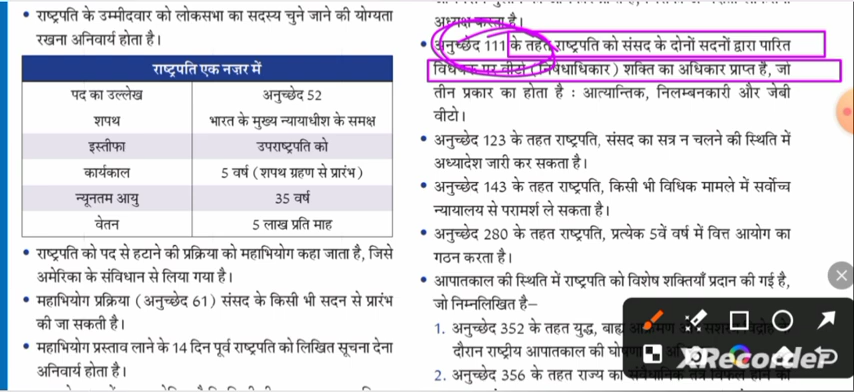 राष्ट्रपति के उम्मीदवार को लोकसभा का सदस्य चुने जाने की योग्यता
रखना अनिवार्य होता है।
राष्ट्रपति एक नज़र में
पद का उल्लेख अनुच्छेद 52
शपथ भारत के मुख्य न्यायाधीश के समक्ष
इस्तीफा उपराष्ट्रपति को
कार्यकाल 5 वर्ष (शपथ ग्रहण से प्रारंभ)
न्यूनतम आयु 35 वर्ष
वेतन 5 लाख प्रति माह
राष्ट्रपति को पद से हटाने की प्रक्रिया को महाभियोग कहा जाता है, जिसे
अमेरिका के संविधान से लिया गया है।
महाभियोग प्रक्रिया (अनुच्छेद 61) संसद के किसी भी सदन से प्रारंभ
की जा सकती है।
महाभियोग प्रस्ताव लाने के 14 दिन पूर्व राष्ट्रपति को लिखित सूचना देना
अनिवार्य होता है।
अध्यक्ष करता है।
अनुच्छेद 111 के तहत राष्ट्रपति को संसद के दोनों सदनों द्वारा पारित
विधेयक पर वीटो (निषेधाधिकार) शक्ति का अधिकार प्राप्त है, जो
तीन प्रकार का होता है : आत्यान्तिक, निलम्बनकारी और जेबी
वीटो।
अनुच्छेद 123 के तहत राष्ट्रपति, संसद का सत्र न चलने की स्थिति में
अध्यादेश जारी कर सकता है।
अनुच्छेद 143 के तहत राष्ट्रपति, किसी भी विधिक मामले में सर्वोच्च
न्यायालय से परामर्श ले सकता है।
अनुच्छेद 280 के तहत राष्ट्रपति, प्रत्येक 5वें वर्ष में वित्त आयोग का
गठन करता है।
आपातकाल की स्थिति में राष्ट्रपति को विशेष शक्तियाँ प्रदान की गई है,
जो निम्नलिखित है–
1. अनुच्छेद 352 के तहत युद्ध, बाह्य
दौरान राष्ट्रीय आपातकाल की
2. अनुच्छेद 356 के तहत राज्य का
XRecorder